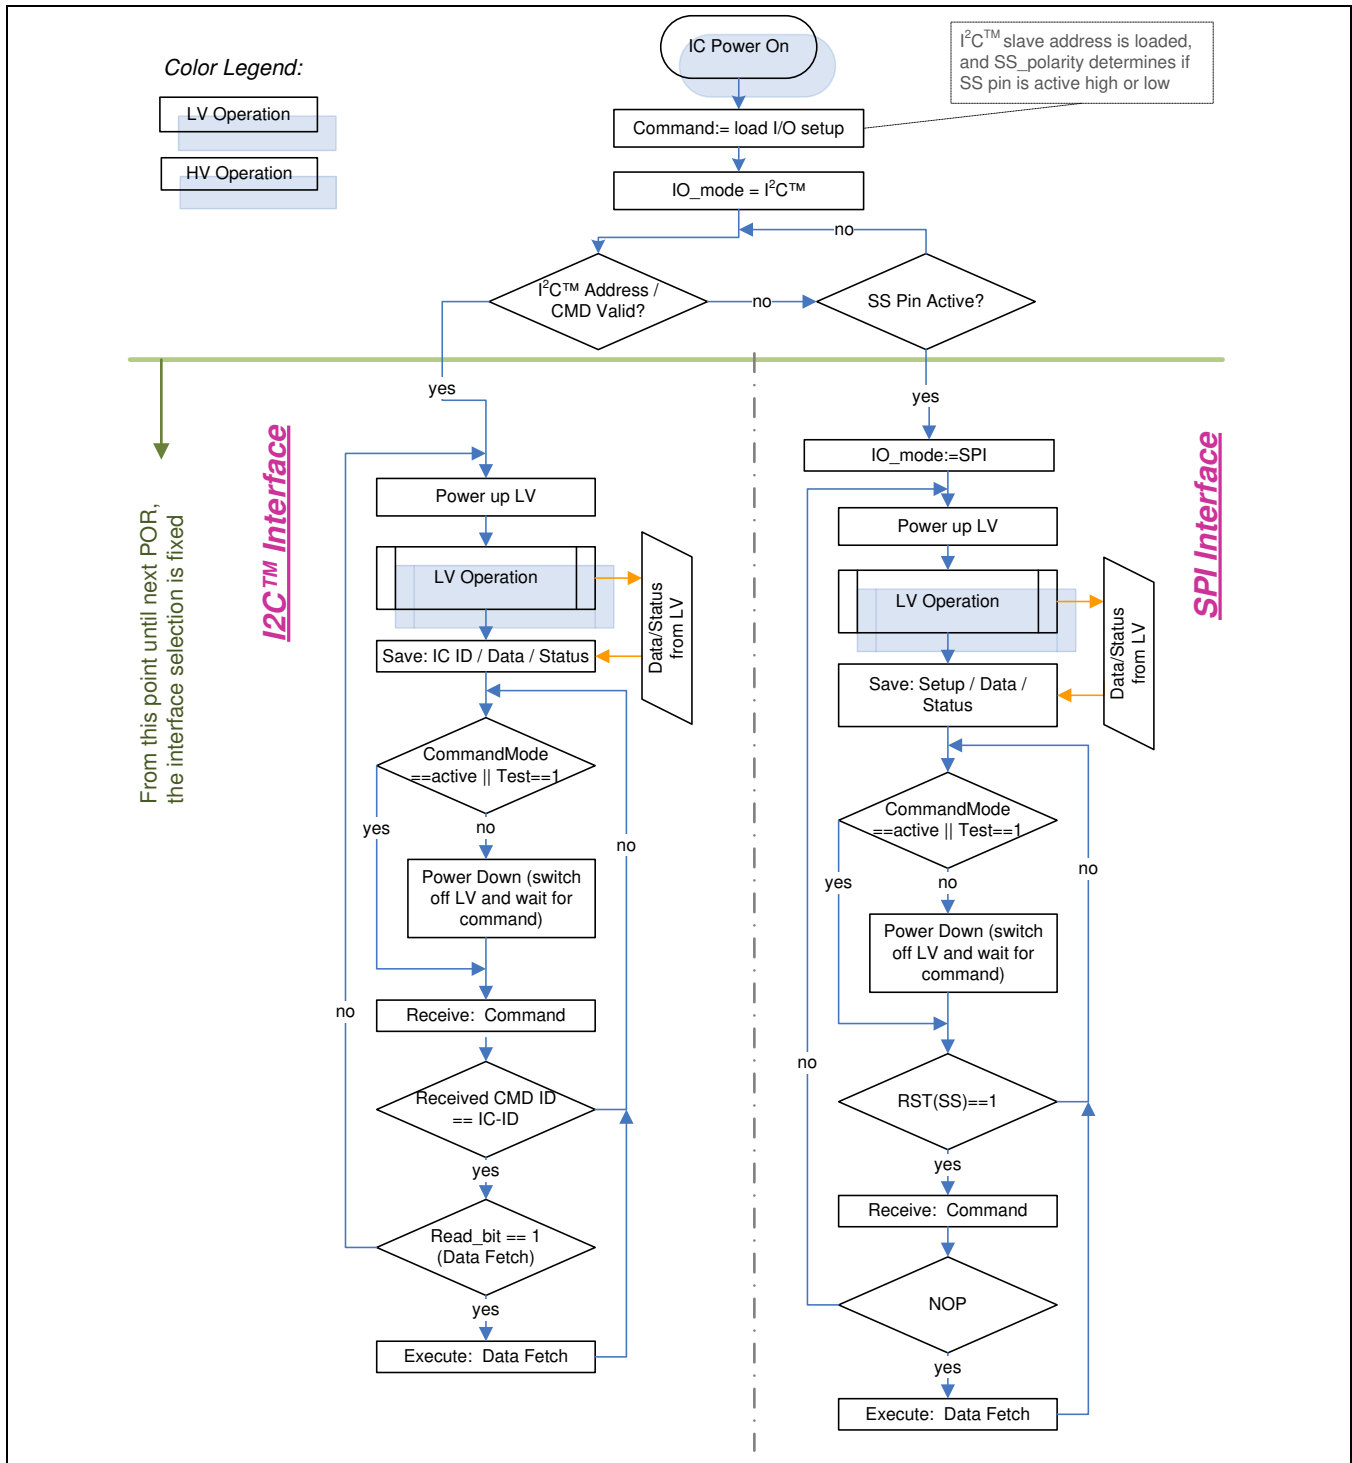 IC Power On
I²C™ slave address is loaded,
and SS_polarity determines if
SS pin is active high or low
Color Legend:
LV Operation
HV Operation
Command:= load I/O setup
IO_mode = I²C™
no
I²C™ Address /
CMD Valid?
no
SS Pin Active?
yes
yes
From this point until next POR,
the interface selection is fixed
I2C™ Interface
Power up LV
LV Operation
Data/Status
from LV
Save: IC ID / Data / Status
CommandMode
==active || Test==1
yes
no
no
Power Down (switch
off LV and wait for
command)
no
Receive: Command
Received CMD ID
== IC-ID
yes
Read_bit == 1
(Data Fetch)
yes
Execute: Data Fetch
SPI Interface
IO_mode:=SPI
Power up LV
LV Operation
Data/Status
from LV
Save: Setup / Data /
Status
CommandMode
==active || Test==1
yes
no
no
Power Down (switch
off LV and wait for
command)
no
RST(SS)==1
yes
Receive: Command
NOP
yes
Execute: Data Fetch